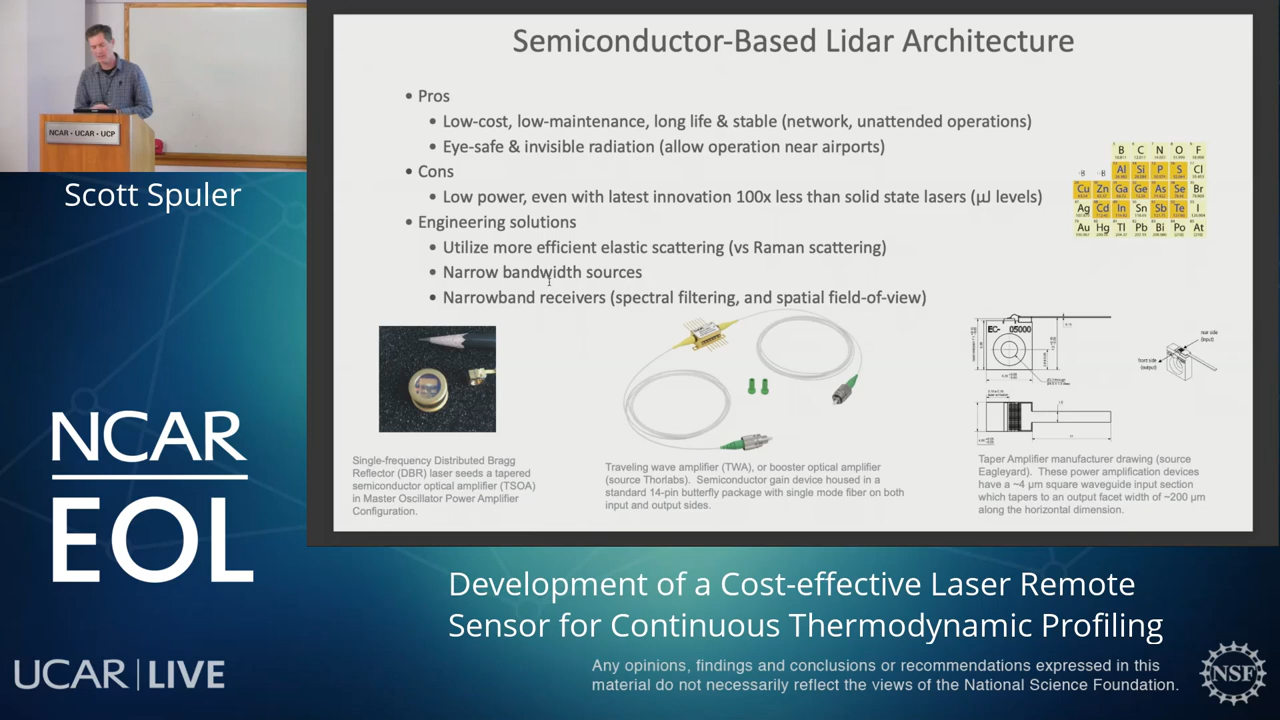 NCAR • UCAR • UCP
Scott Spuler
NCAR
EOL
UCAR | LIVE
Semiconductor-Based Lidar Architecture
• Pros
• Low-cost, low-maintenance, long life & stable (network, unattended operations)
• Eye-safe & invisible radiation (allow operation near airports)
• Cons
• Low power, even with latest innovation 100x less than solid state lasers (µJ levels)
• Engineering solutions
• Utilize more efficient elastic scattering (vs Raman scattering)
• Narrow bandwidth sources
• Narrowband receivers (spectral filtering, and spatial field-of-view)
B C N O F
Al Si P S Cl
Cu Zn Ga Ge As Se Br
Ag Cd In Sn Sb Te I
Au Hg Tl Pb Bi Po At
Single-frequency Distributed Bragg
Reflector (DBR) laser seeds a tapered
semiconductor optical amplifier (TSOA)
in Master Oscillator Power Amplifier
Configuration.
Traveling wave amplifier (TWA), or booster optical amplifier
(source Thorlabs). Semiconductor gain device housed in a
standard 14-pin butterfly package with single mode fiber on both
input and output sides.
EC- 05000
rear side
(input)
front side
(output)
Taper Amplifier manufacturer drawing (source
Eagleyard). These power amplification devices
have a ~4 µm square waveguide input section
which tapers to an output facet width of ~200 µm
along the horizontal dimension.
Development of a Cost-effective Laser Remote
Sensor for Continuous Thermodynamic Profiling
Any opinions, findings and conclusions or recommendations expressed in this
material do not necessarily reflect the views of the National Science Foundation.
NSF